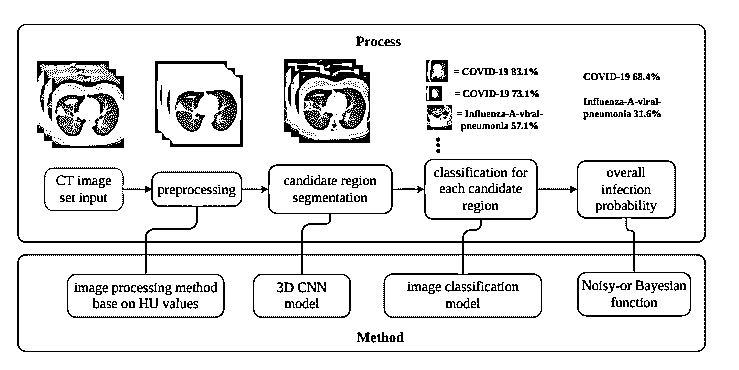 Process
= COVID-19 83.1%
= COVID-19 73.1%
= Influenza-A-viral-
pneumonia 57.1%
COVID-19 68.4%
Influenza-A-viral-
pneumonia 31.6%
CT image
set input
preprocessing
candidate region
segmentation
classification for
each candidate
region
overall
infection
probability
image processing method
base on HU values
3D CNN
model
image classification
model
Noisy-or Bayesian
function
Method